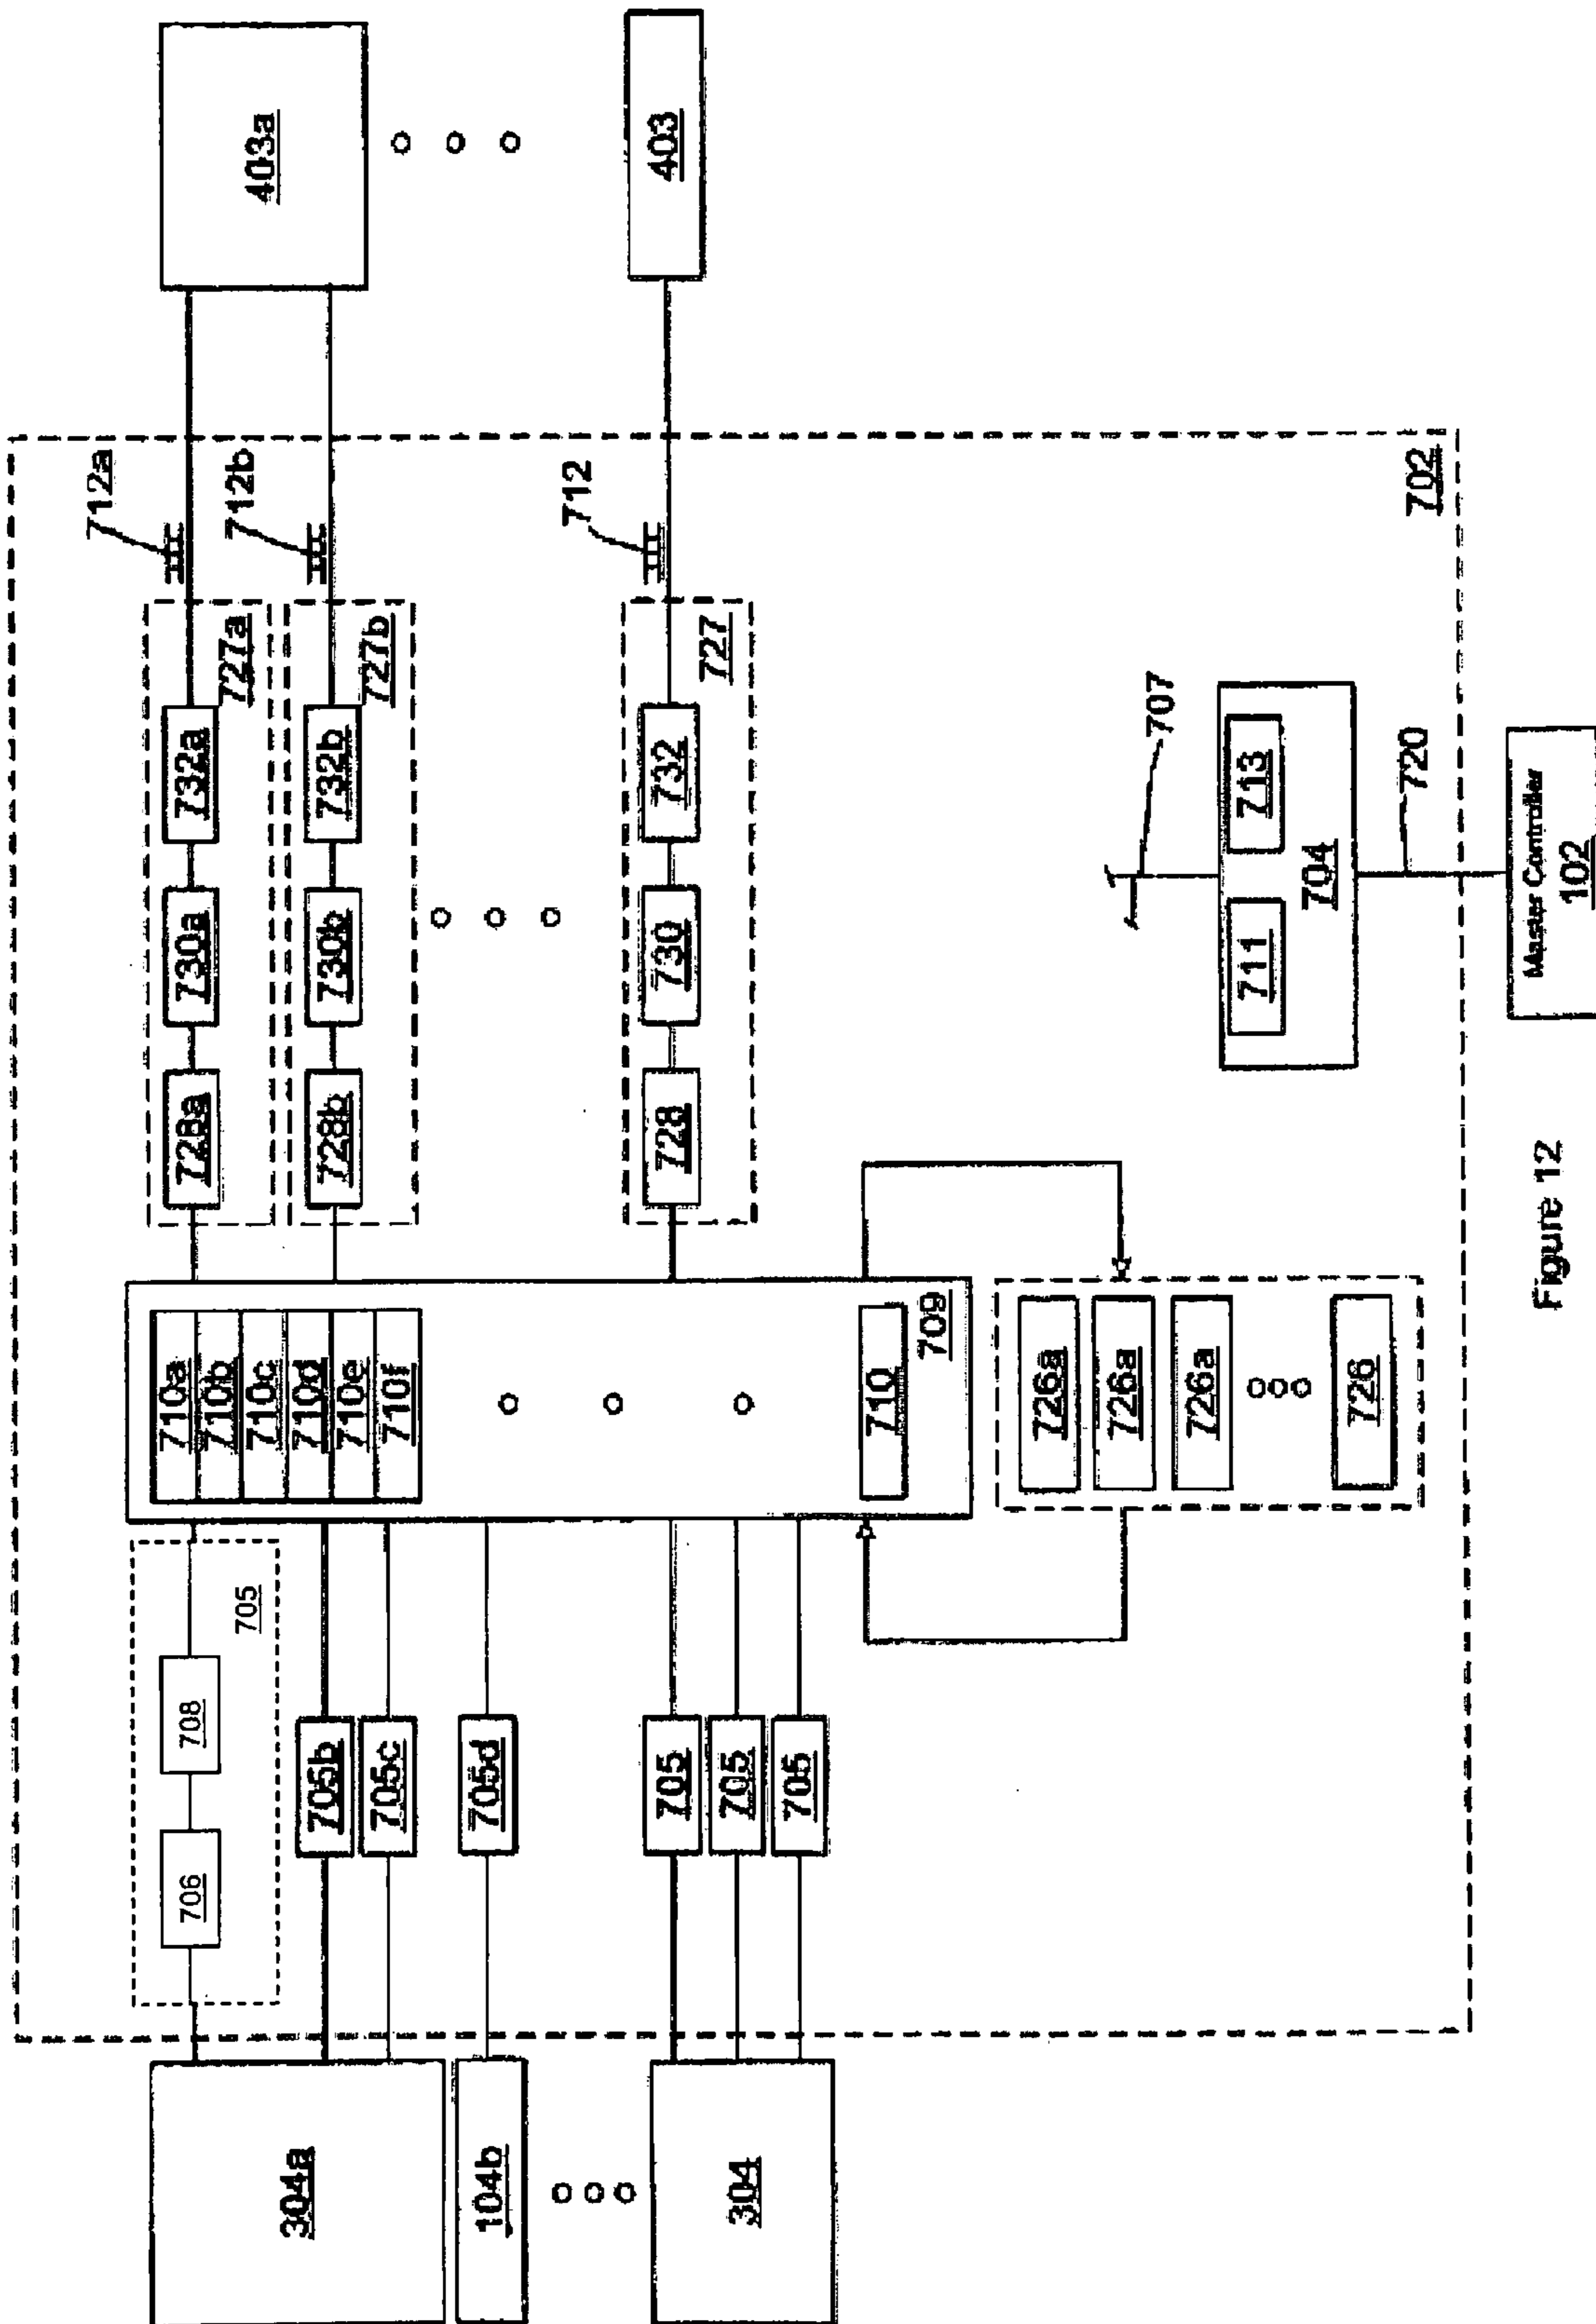 304a
104b
304
706
708
705
705b
705c
705d
705
705
705
710a
710b
710c
710d
710e
710f
710
709
726a
726a
726a
726
728a
730a
732a
727a
728b
730b
732b
727b
728
730
732
727
712a
712b
712
403a
403
707
711
713
704
720
702
Master Controller
102
Figure 12